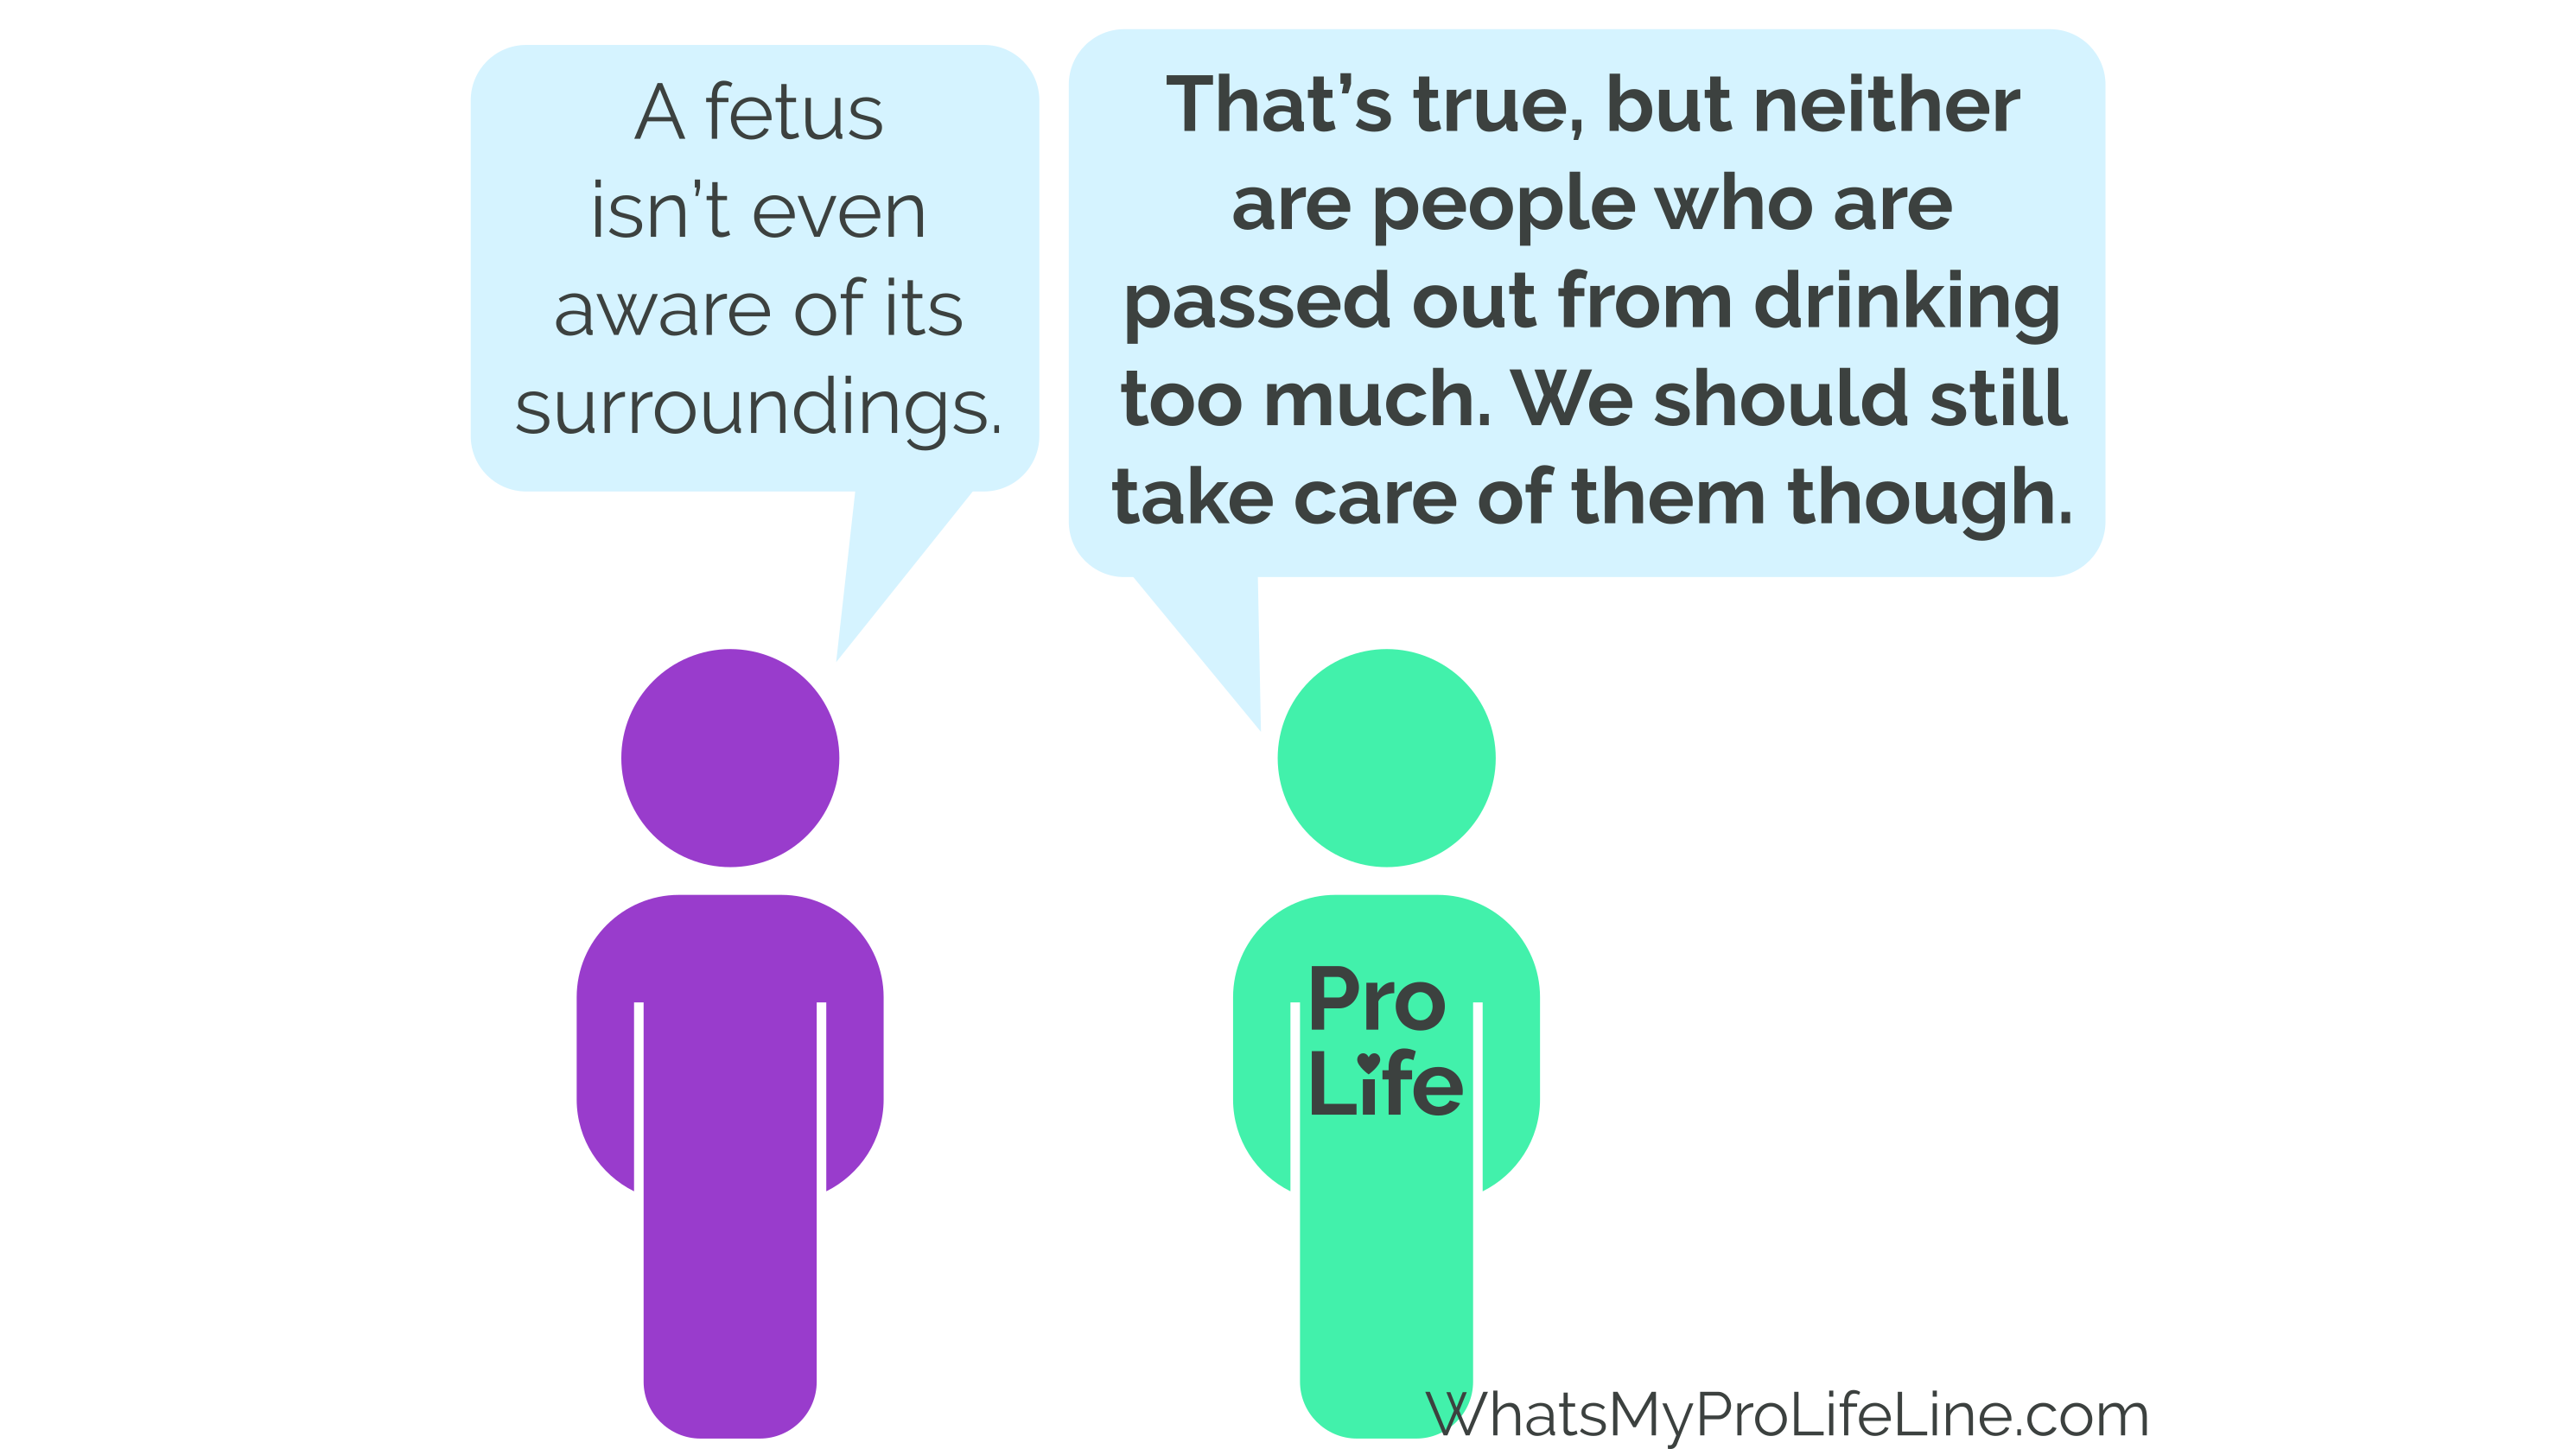 A fetus
isn’t even
aware of its
surroundings.
That’s true, but neither
are people who are
passed out from drinking
too much. We should still
take care of them though.
Pro
Life
WhatsMyProLifeLine.com